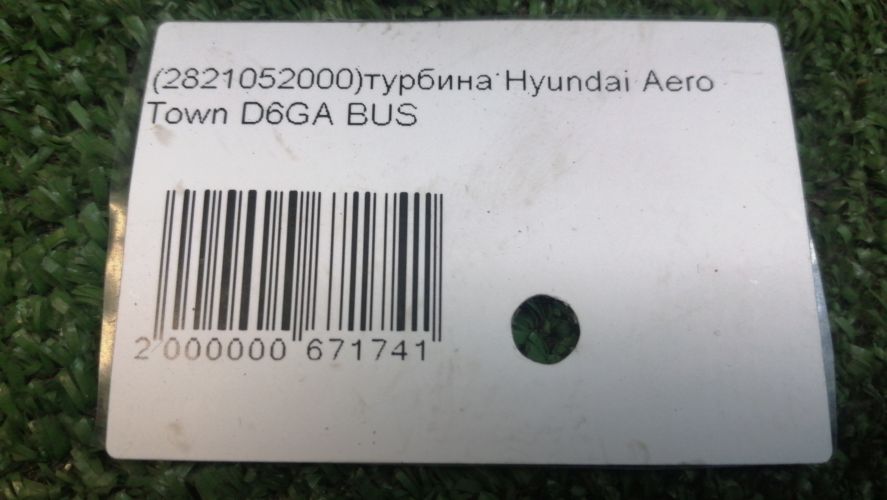 (2821052000)турбина Hyundai Aero
Town D6GA BUS
2 000000 671741